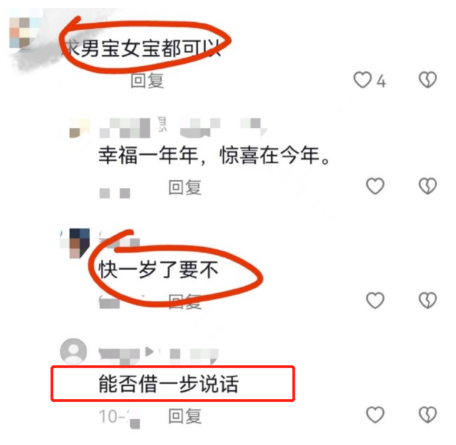 求男宝女宝都可以
回复
4
幸福一年年，惊喜在今年。
回复
快一岁了要不
回复
能否借一步说话
10- 回复